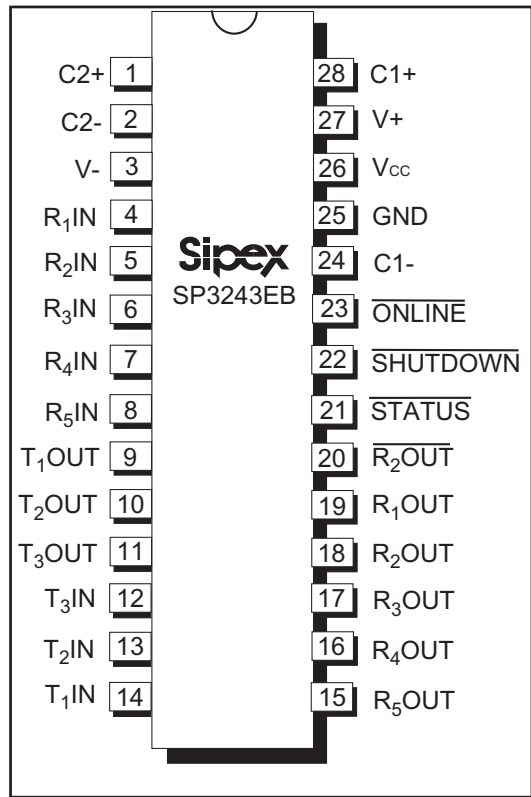 C2+ 1 28 C1+
C2- 2 27 V+
V- 3 26 VCC
R1IN 4 25 GND
R2IN 5 24 C1-
Sipex
SP3243EB
R3IN 6 23 ONLINE
R4IN 7 22 SHUTDOWN
R5IN 8 21 STATUS
T1OUT 9 20 R2OUT
T2OUT 10 19 R1OUT
T3OUT 11 18 R2OUT
T3IN 12 17 R3OUT
T2IN 13 16 R4OUT
T1IN 14 15 R5OUT